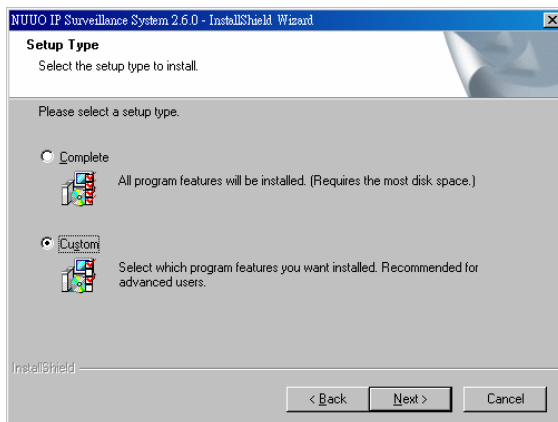 NUUO IP Surveillance System 2.6.0 - InstallShield Wizard
Setup Type
Select the setup type to install.
Please select a setup type.
Complete
All program features will be installed. (Requires the most disk space.)
Custom
Select which program features you want installed. Recommended for
advanced users.
InstallShield
< Back
Next >
Cancel